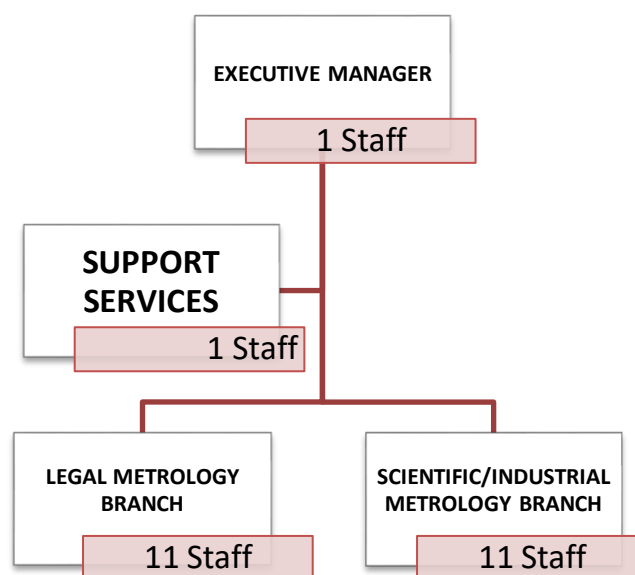 EXECUTIVE MANAGER
1 Staff
SUPPORT
SERVICES
1 Staff
LEGAL METROLOGY
BRANCH
11 Staff
SCIENTIFIC/INDUSTRIAL
METROLOGY BRANCH
11 Staff